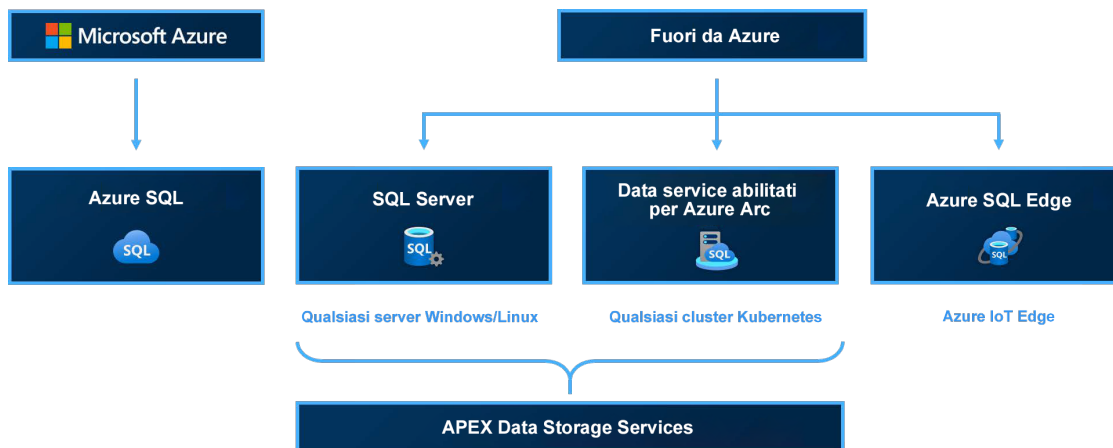 Microsoft Azure
Fuori da Azure
Azure SQL
SQL
SQL Server
SQL
Data service abilitati
per Azure Arc
SQL
Azure SQL Edge
SQL
Qualsiasi server Windows/Linux
Qualsiasi cluster Kubernetes
Azure IoT Edge
APEX Data Storage Services